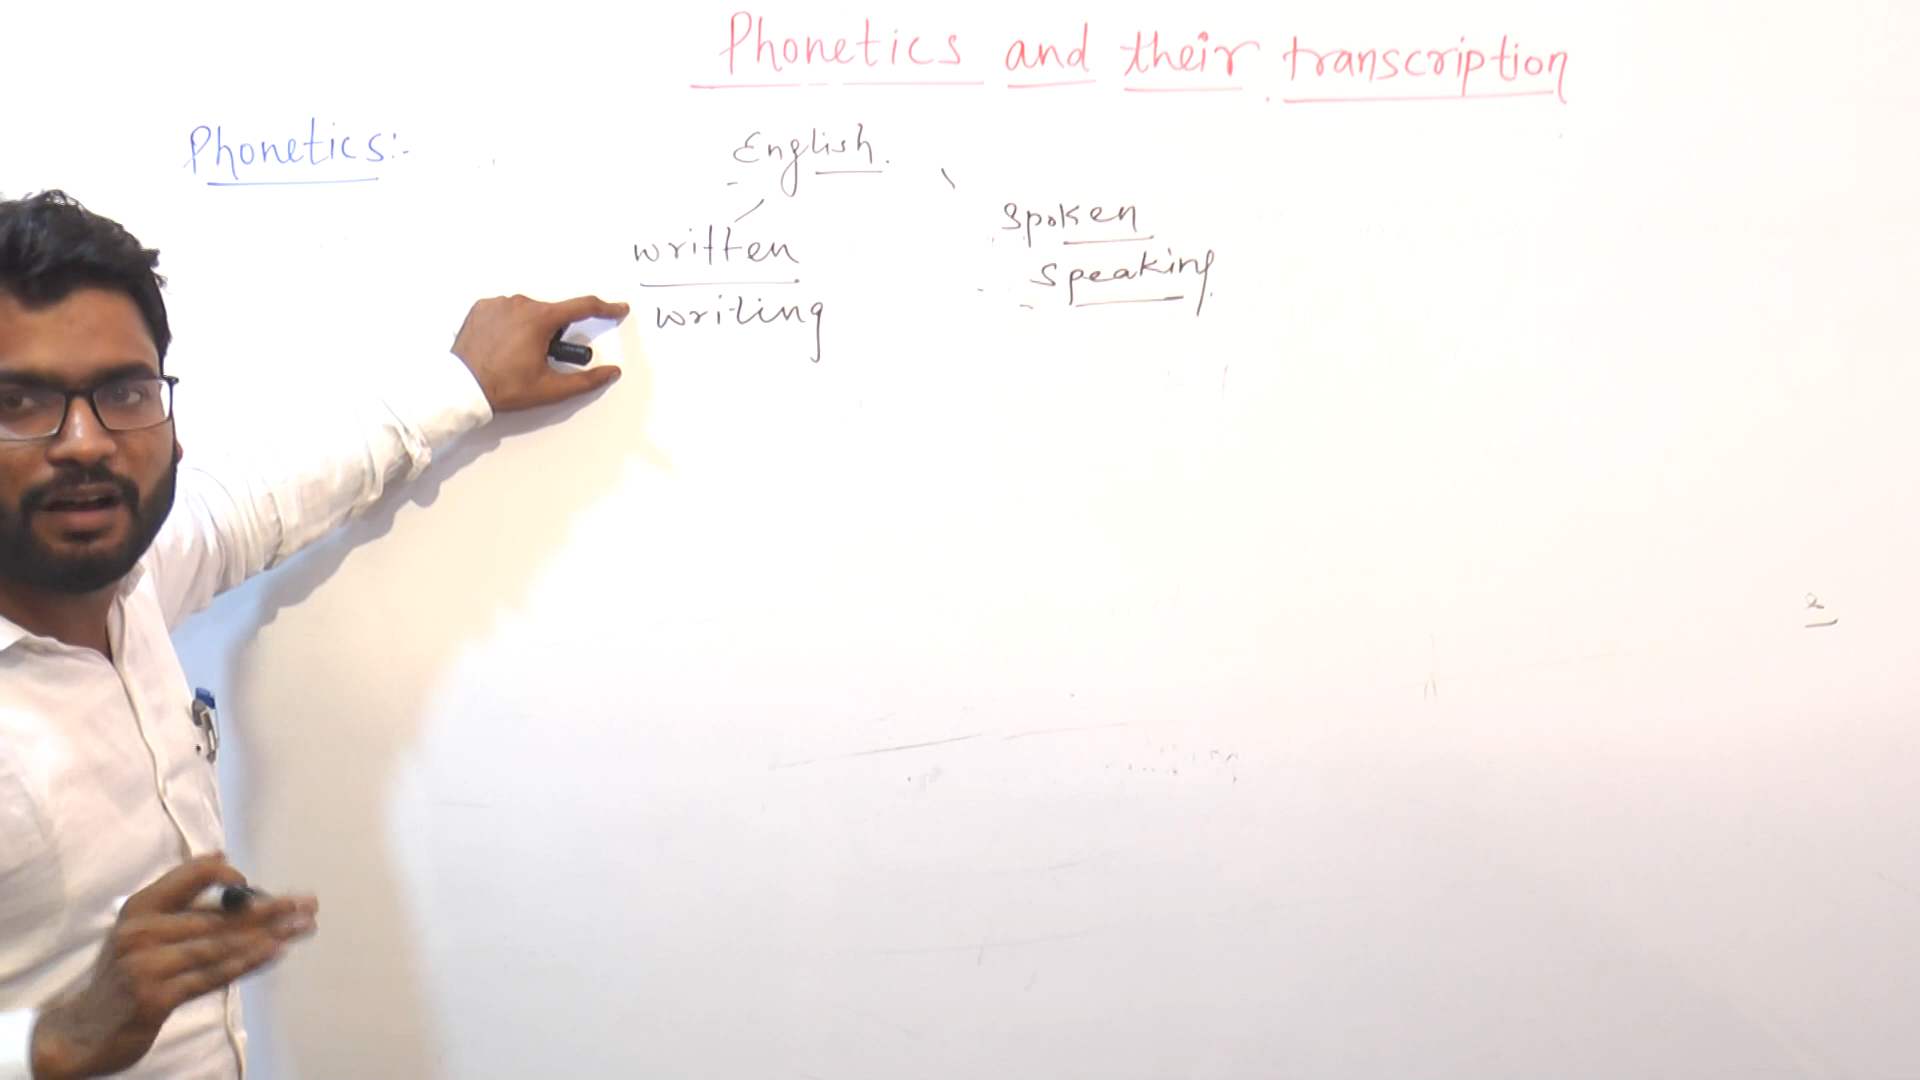 Phonetics and their transcription
Phonetics:-
English.
written
Spoken
writing
Speaking